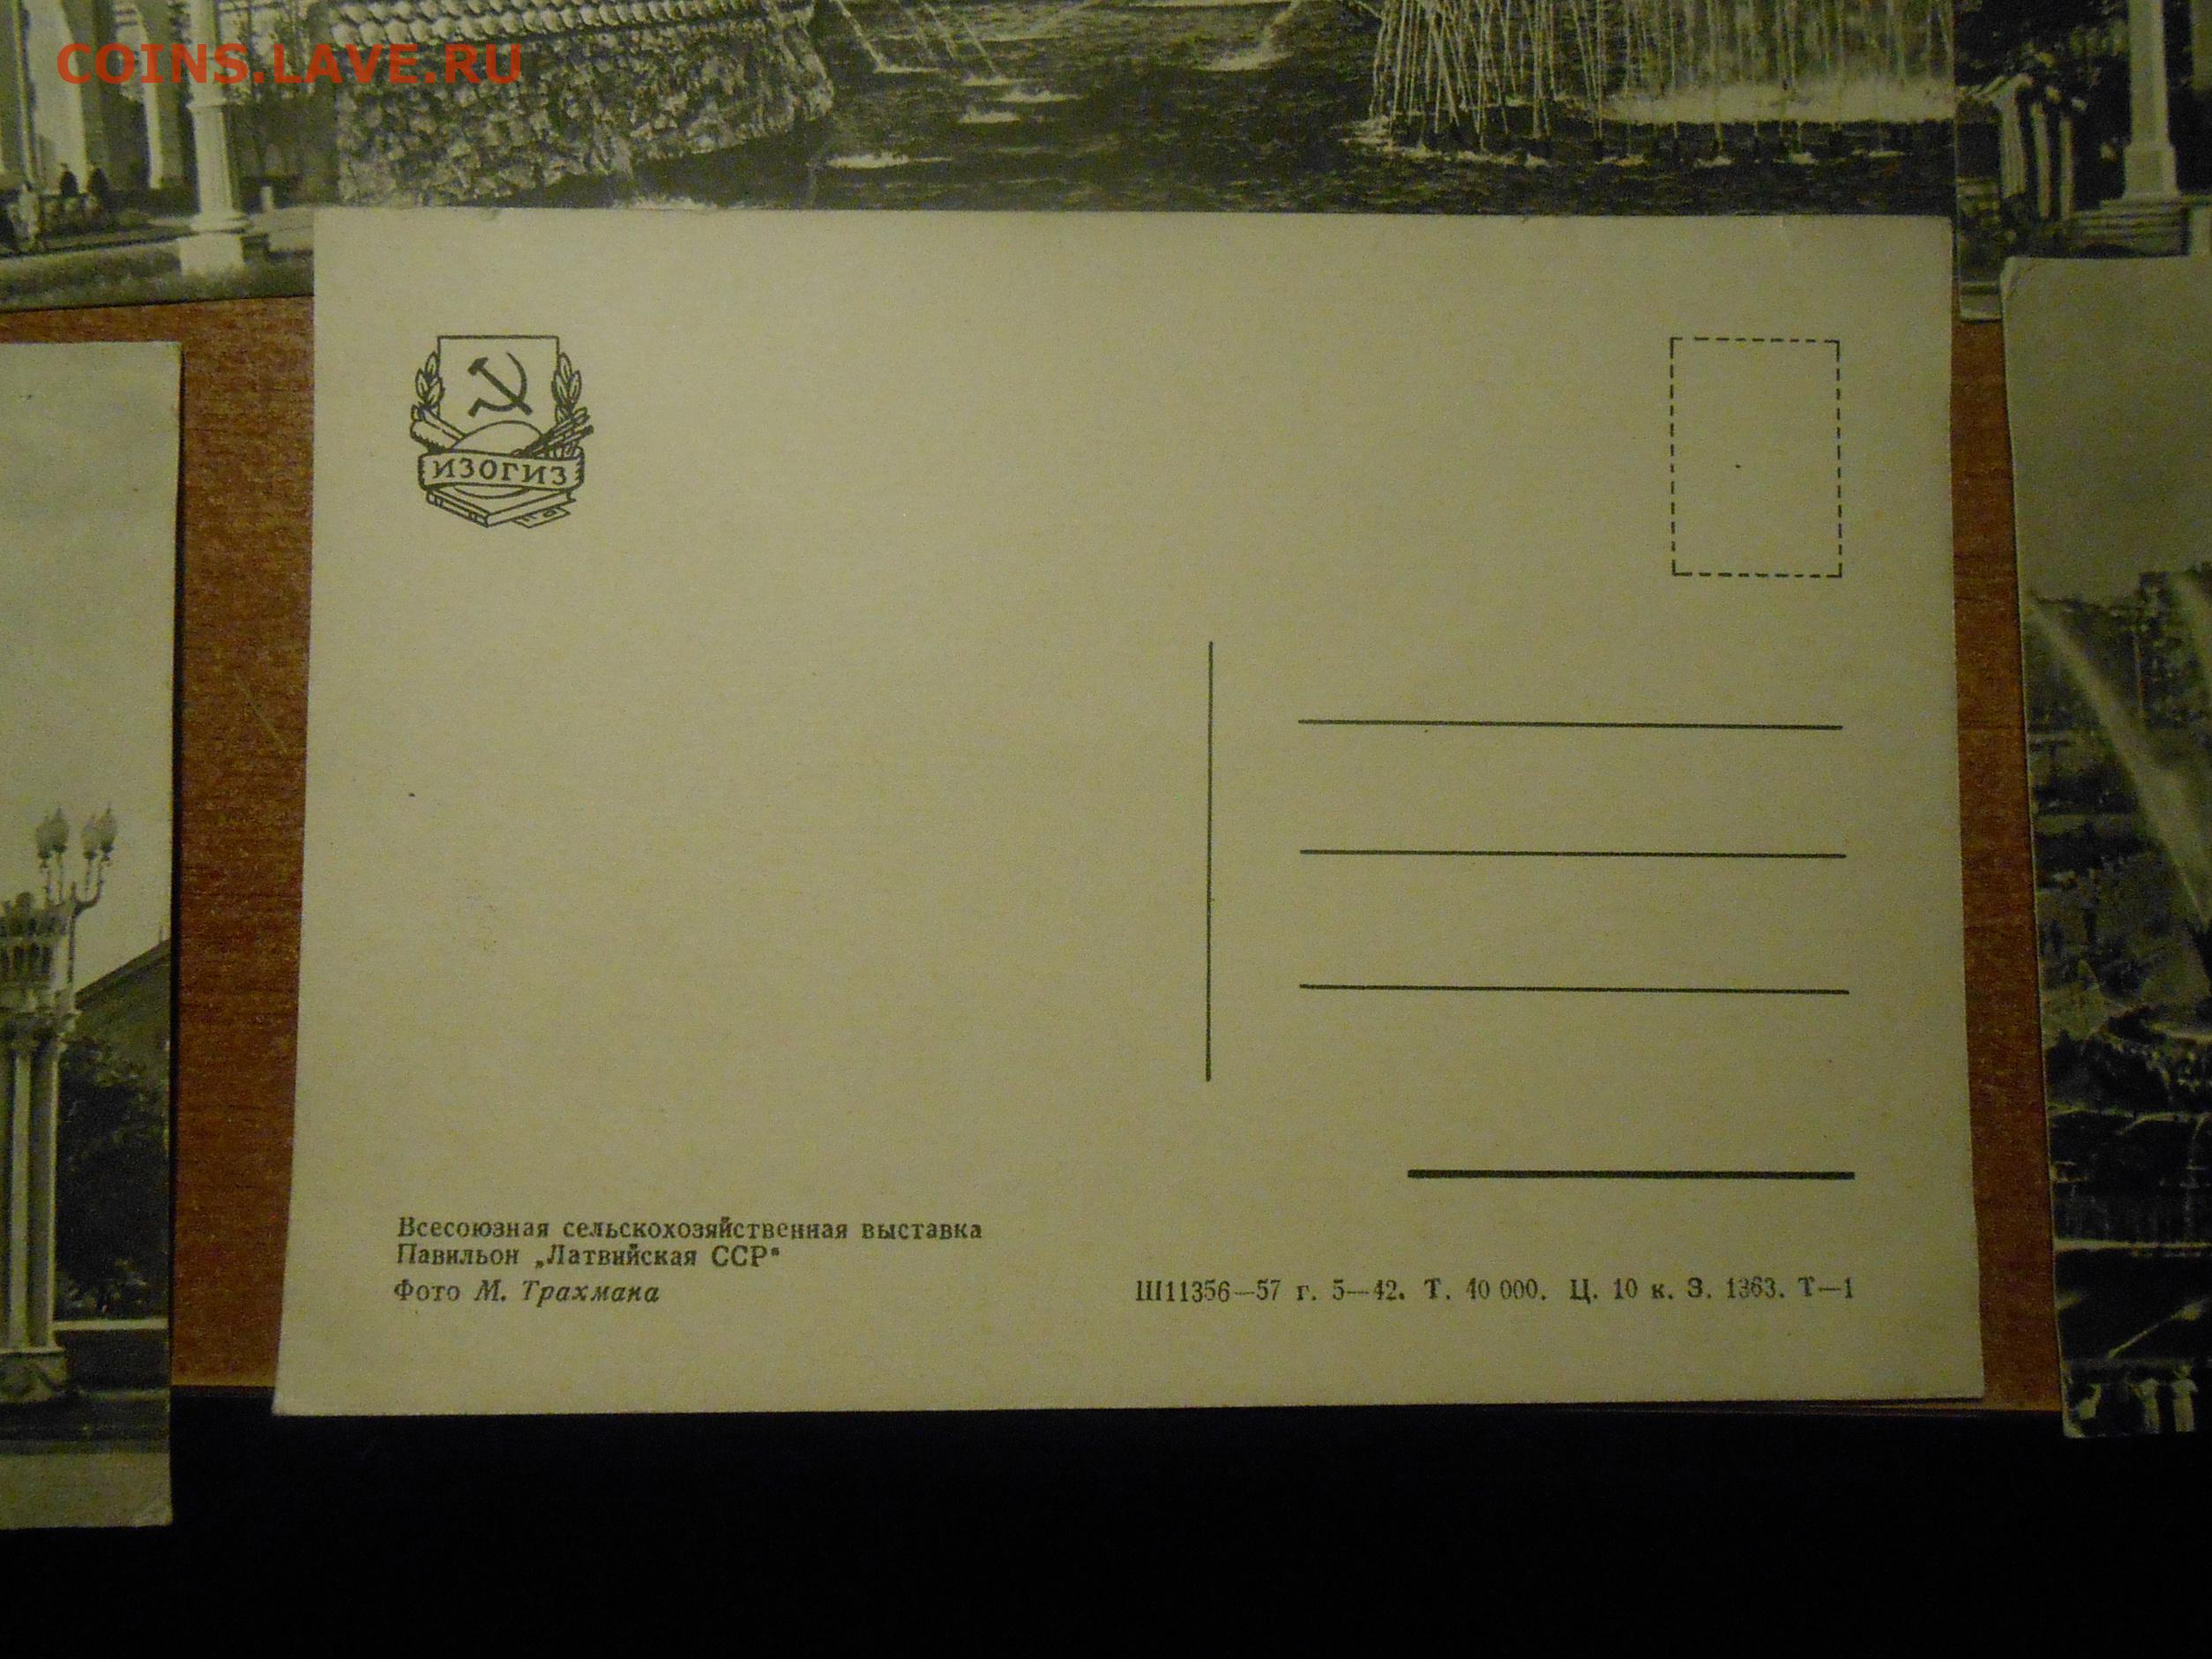 COINS.LAVE.RU
ИЗОГИЗ
Всесоюзная сельскохозяйственная выставка
Павильон „Латвийская ССР"
Фото М. Трахмана
Ш11356—57 г. 5—42. Т. 40 000. Ц. 10 к. З. 1363. Т—1